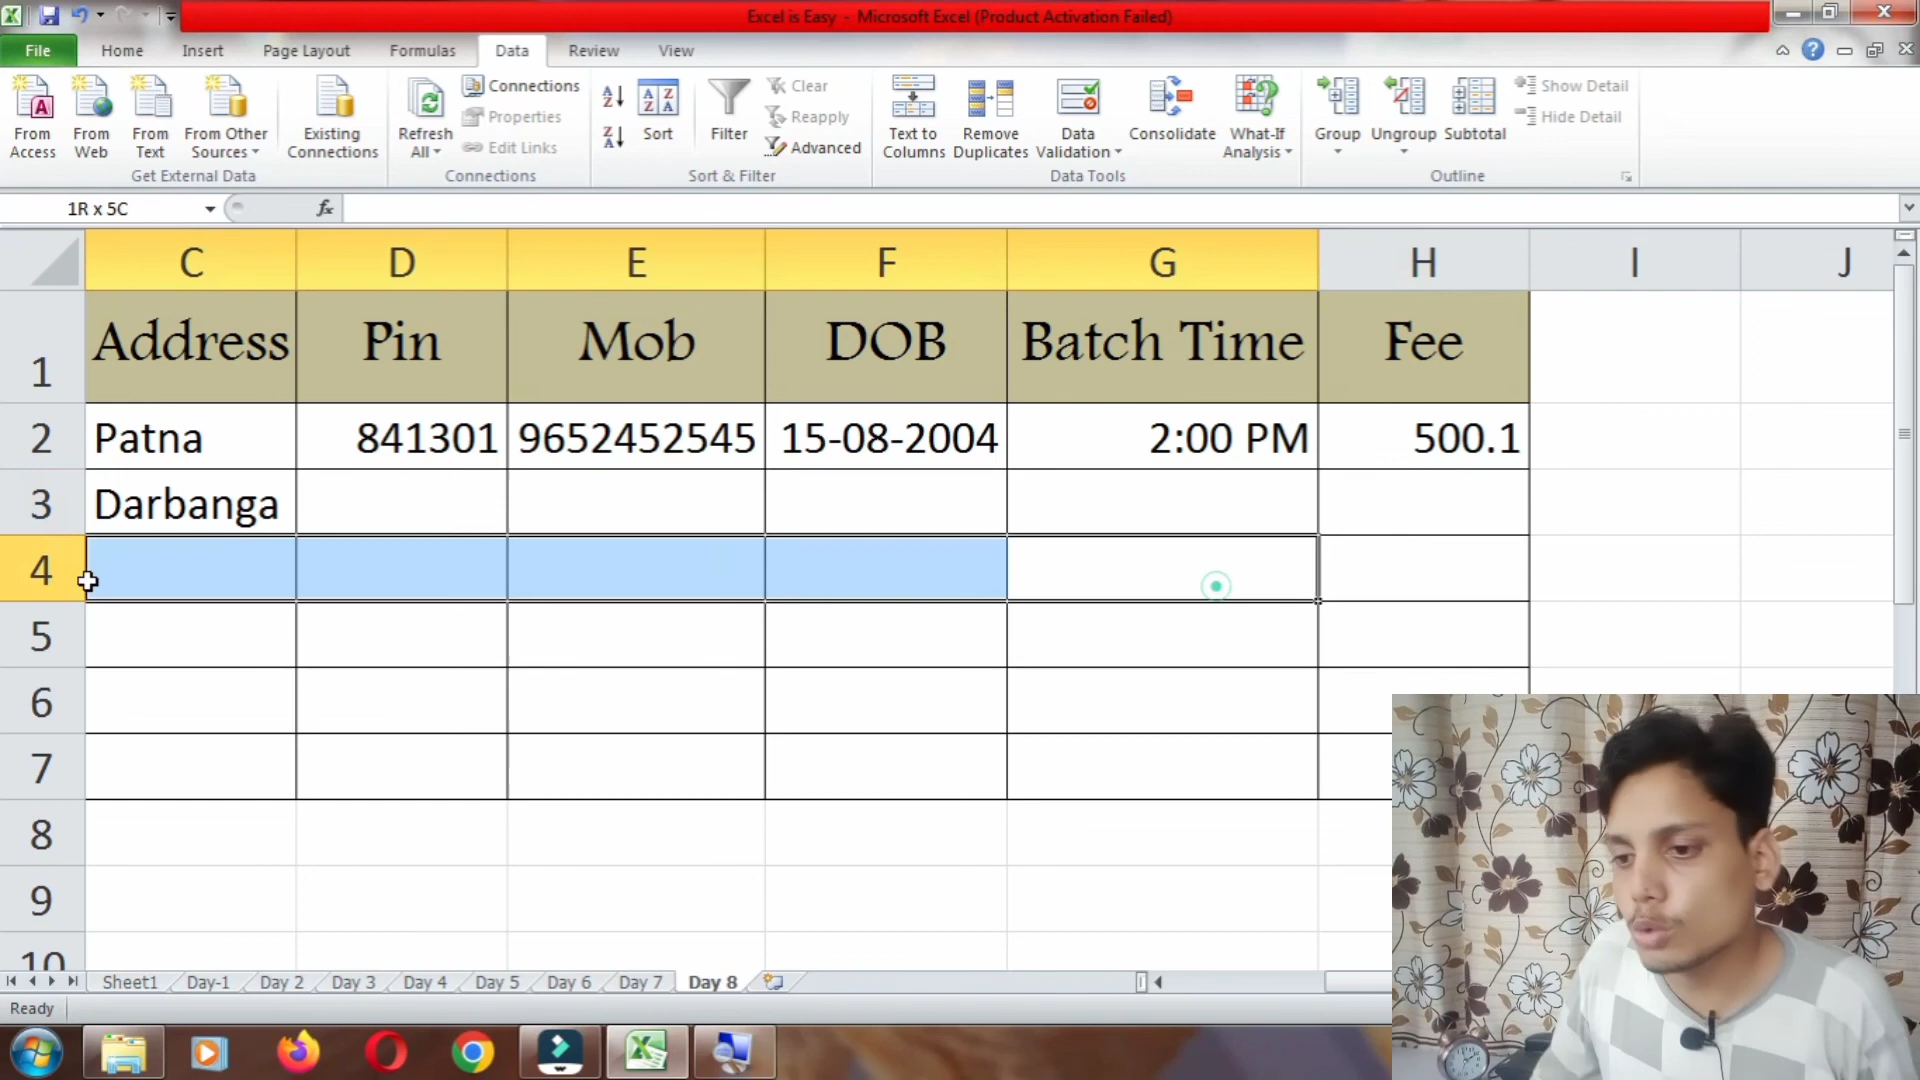 Excel is Easy - Microsoft Excel (Product Activation Failed)
File Home Insert Page Layout Formulas Data Review View
From Access
From Web
From Text
From Other Sources
Existing Connections
Get External Data
Refresh All
Connections
Properties
Edit Links
Connections
Sort
Filter
Clear
Reapply
Advanced
Sort & Filter
Text to Columns
Remove Duplicates
Data Validation
Consolidate
What-If Analysis
Data Tools
Group
Ungroup
Subtotal
Show Detail
Hide Detail
Outline
1R x 5C fx
C D E F G H I J
1 Address Pin Mob DOB Batch Time Fee
2 Patna 841301 9652452545 15-08-2004 2:00 PM 500.1
3 Darbanga
4
5
6
7
8
9
10
Sheet1 Day-1 Day 2 Day 3 Day 4 Day 5 Day 6 Day 7 Day 8
Ready